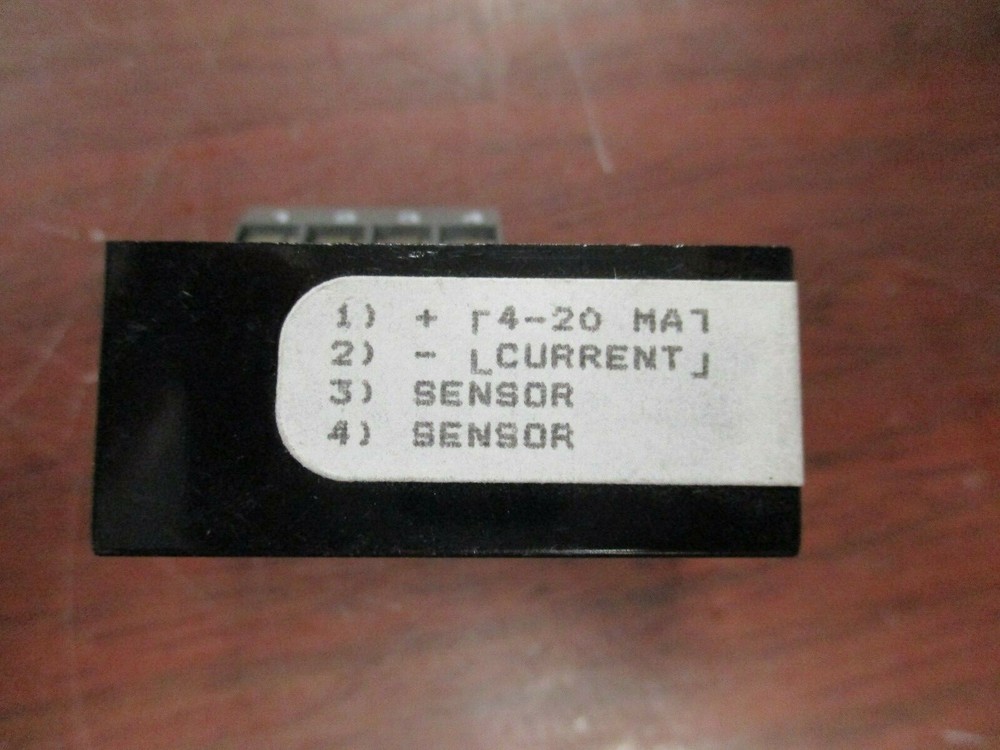 1) + ┌4-20 MA┐
2) - └CURRENT┘
3) SENSOR
4) SENSOR